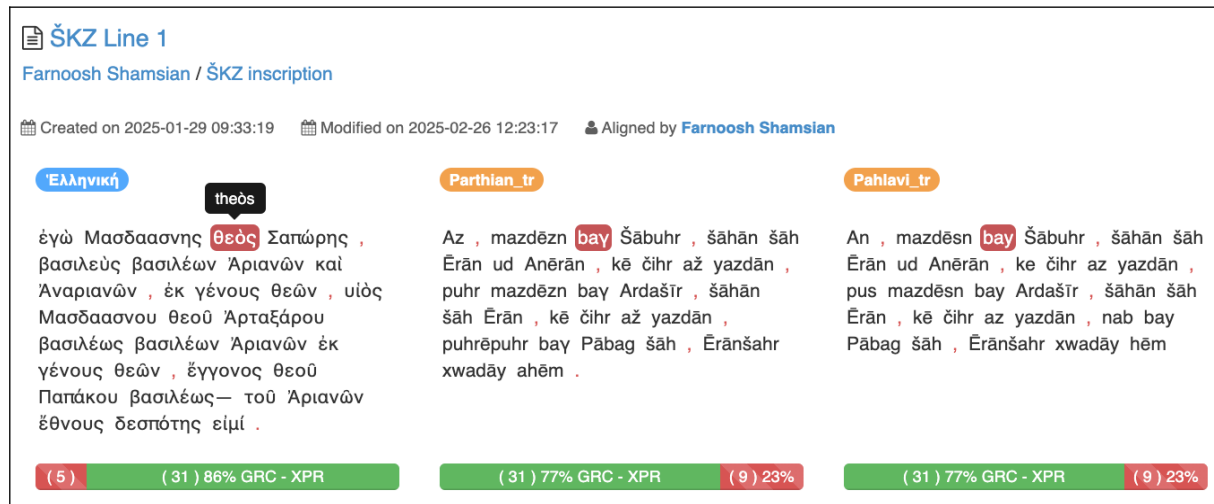 ŠKZ Line 1
Farnoosh Shamsian / ŠKZ inscription
Created on 2025-01-29 09:33:19 Modified on 2025-02-26 12:23:17 Aligned by Farnoosh Shamsian
Ἑλληνική
theòs
ἐγὼ Μασδαασνης θεὸς Σαπώρης ,
βασιλεὺς βασιλέων Ἀριανῶν καὶ
Ἀναριανῶν , ἐκ γένους θεῶν , υἱὸς
Μασδαασνου θεοῦ Ἀρταξάρου
βασιλέως βασιλέων Ἀριανῶν ἐκ
γένους θεῶν , ἔγγονος θεοῦ
Παπάκου βασιλέως— τοῦ Ἀριανῶν
ἔθνους δεσπότης εἰμί .
( 5 ) ( 31 ) 86% GRC - XPR
Parthian_tr
Az , mazdēzn baγ Šābuhr , šāhān šāh
Ērān ud Anērān , kē čihr až yazdān ,
puhr mazdēzn baγ Ardašīr , šāhān
šāh Ērān , kē čihr až yazdān ,
puhrēpuhr baγ Pābag šāh , Ērānšahr
xwadāy ahēm .
( 31 ) 77% GRC - XPR ( 9 ) 23%
Pahlavi_tr
An , mazdēsn bay Šābuhr , šāhān šāh
Ērān ud Anērān , ke čihr az yazdān ,
pus mazdēsn bay Ardašīr , šāhān šāh
Ērān , kē čihr az yazdān , nab bay
Pābag šāh , Ērānšahr xwadāy hēm
( 31 ) 77% GRC - XPR ( 9 ) 23%